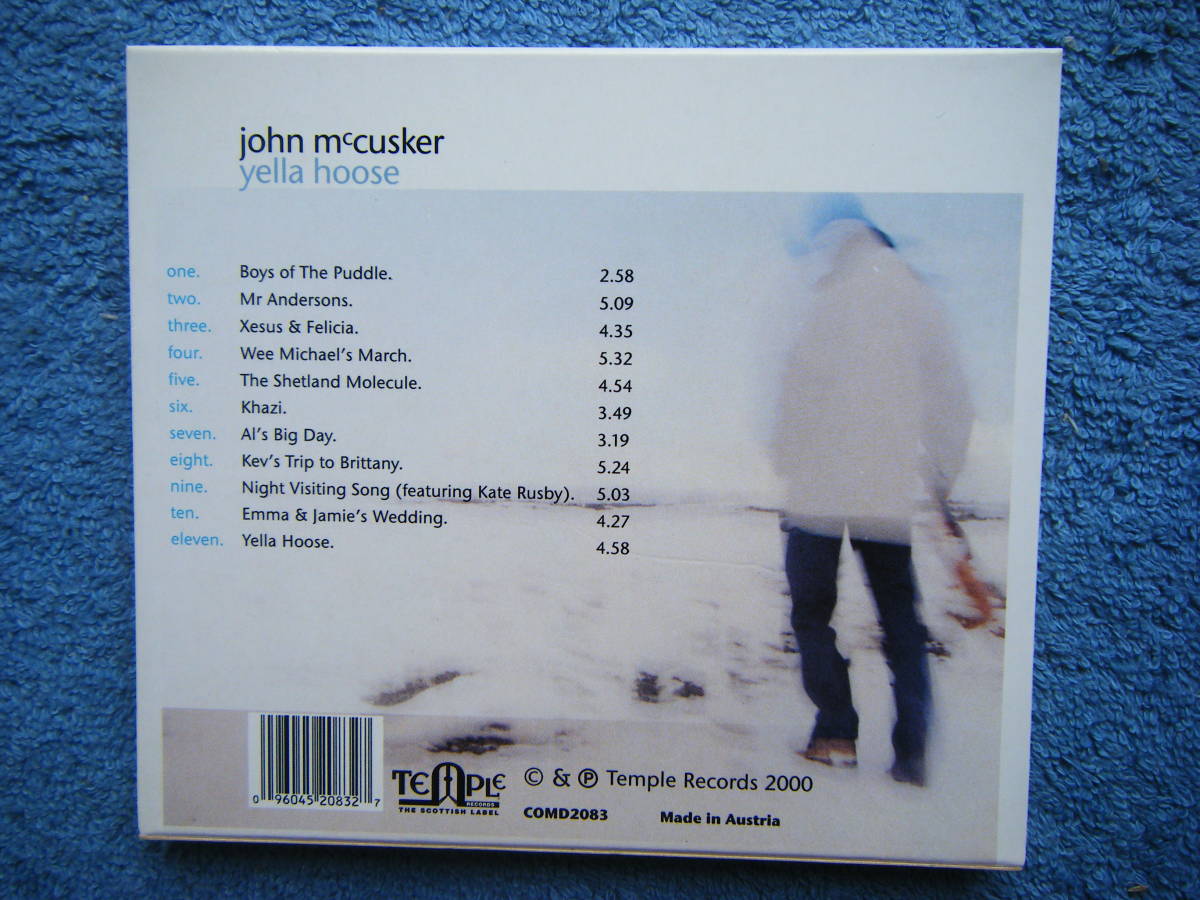 john mccusker
yella hoose
one. Boys of The Puddle. 2.58
two. Mr Andersons. 5.09
three. Xesus & Felicia. 4.35
four. Wee Michael's March. 5.32
five. The Shetland Molecule. 4.54
six. Khazi. 3.49
seven. Al's Big Day. 3.19
eight. Kev's Trip to Brittany. 5.24
nine. Night Visiting Song (featuring Kate Rusby). 5.03
ten. Emma & Jamie's Wedding. 4.27
eleven. Yella Hoose. 4.58
0 96045 20832 7
TEMPLE
RECORDS
THE SCOTTISH LABEL
© & ℗ Temple Records 2000
COMD2083 Made in Austria